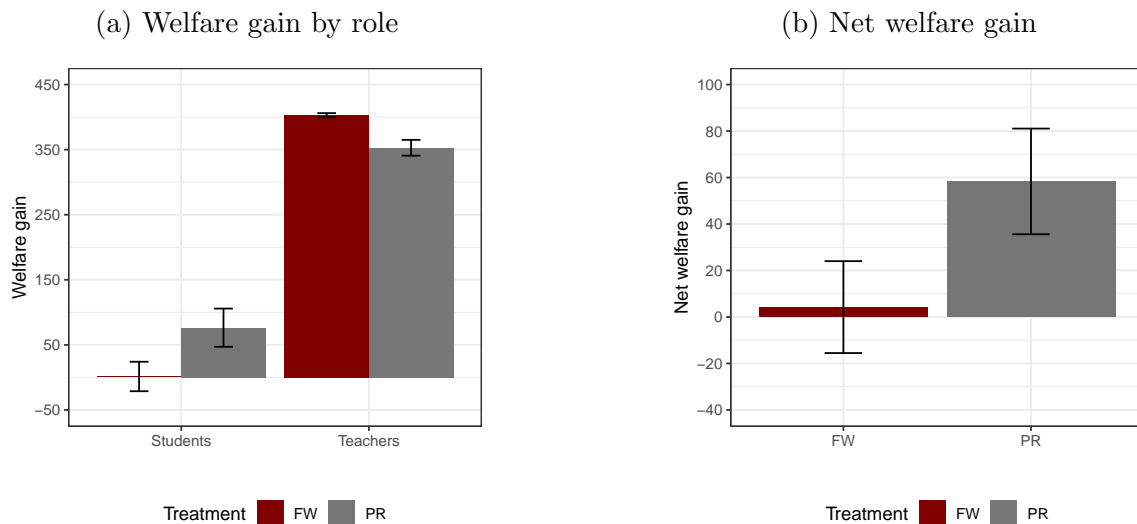 (a) Welfare gain by role
450
350
250
150
50
−50
Welfare gain
Students Teachers
Treatment FW PR
(b) Net welfare gain
100
80
60
40
20
0
−20
−40
Net welfare gain
FW PR
Treatment FW PR